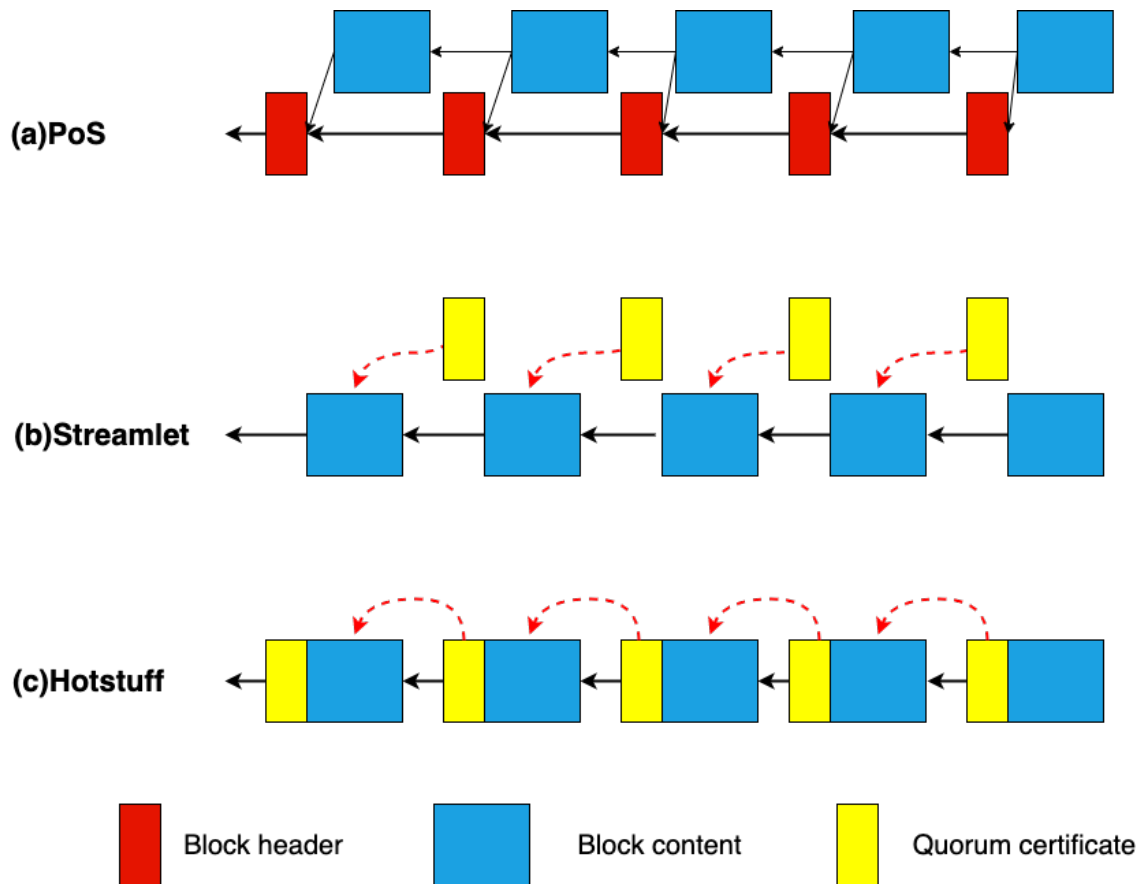 (a)PoS
(b)Streamlet
(c)Hotstuff
Block header
Block content
Quorum certificate